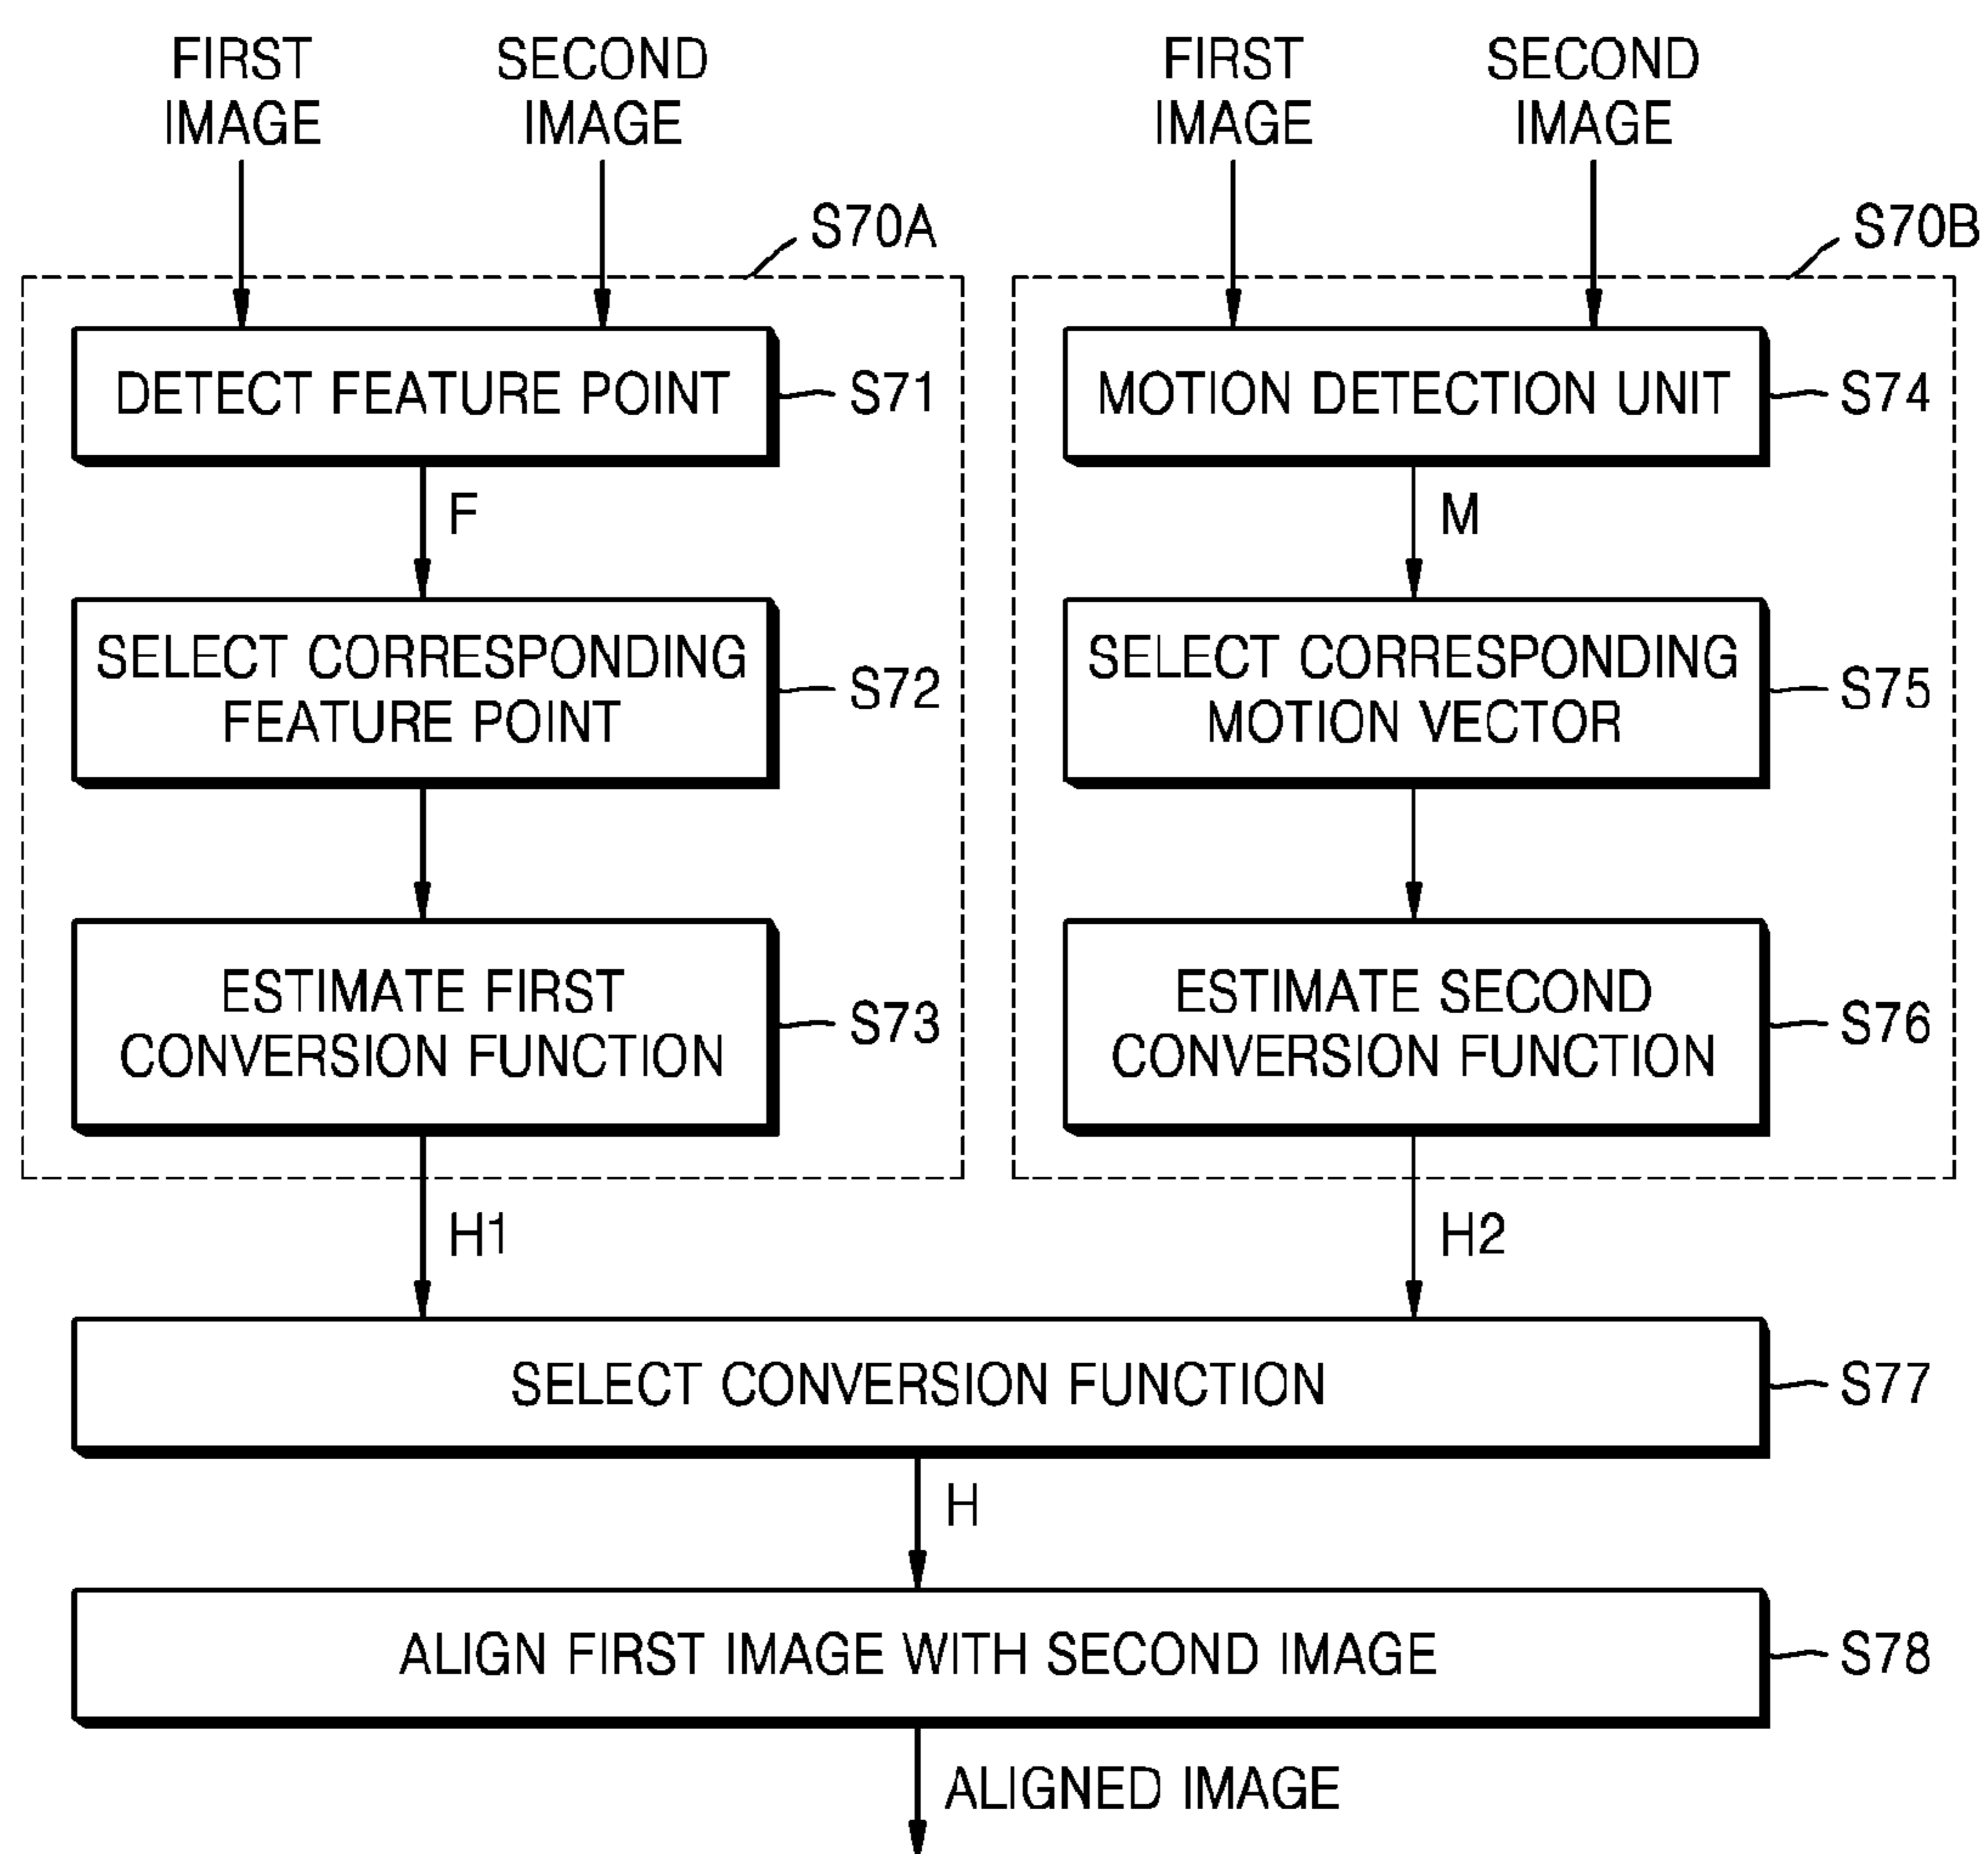 FIRST
IMAGE
SECOND
IMAGE
FIRST
IMAGE
SECOND
IMAGE
S70A
S70B
DETECT FEATURE POINT
S71
MOTION DETECTION UNIT
S74
F
M
SELECT CORRESPONDING
FEATURE POINT
S72
SELECT CORRESPONDING
MOTION VECTOR
S75
ESTIMATE FIRST
CONVERSION FUNCTION
S73
ESTIMATE SECOND
CONVERSION FUNCTION
S76
H1
H2
SELECT CONVERSION FUNCTION
S77
H
ALIGN FIRST IMAGE WITH SECOND IMAGE
S78
ALIGNED IMAGE